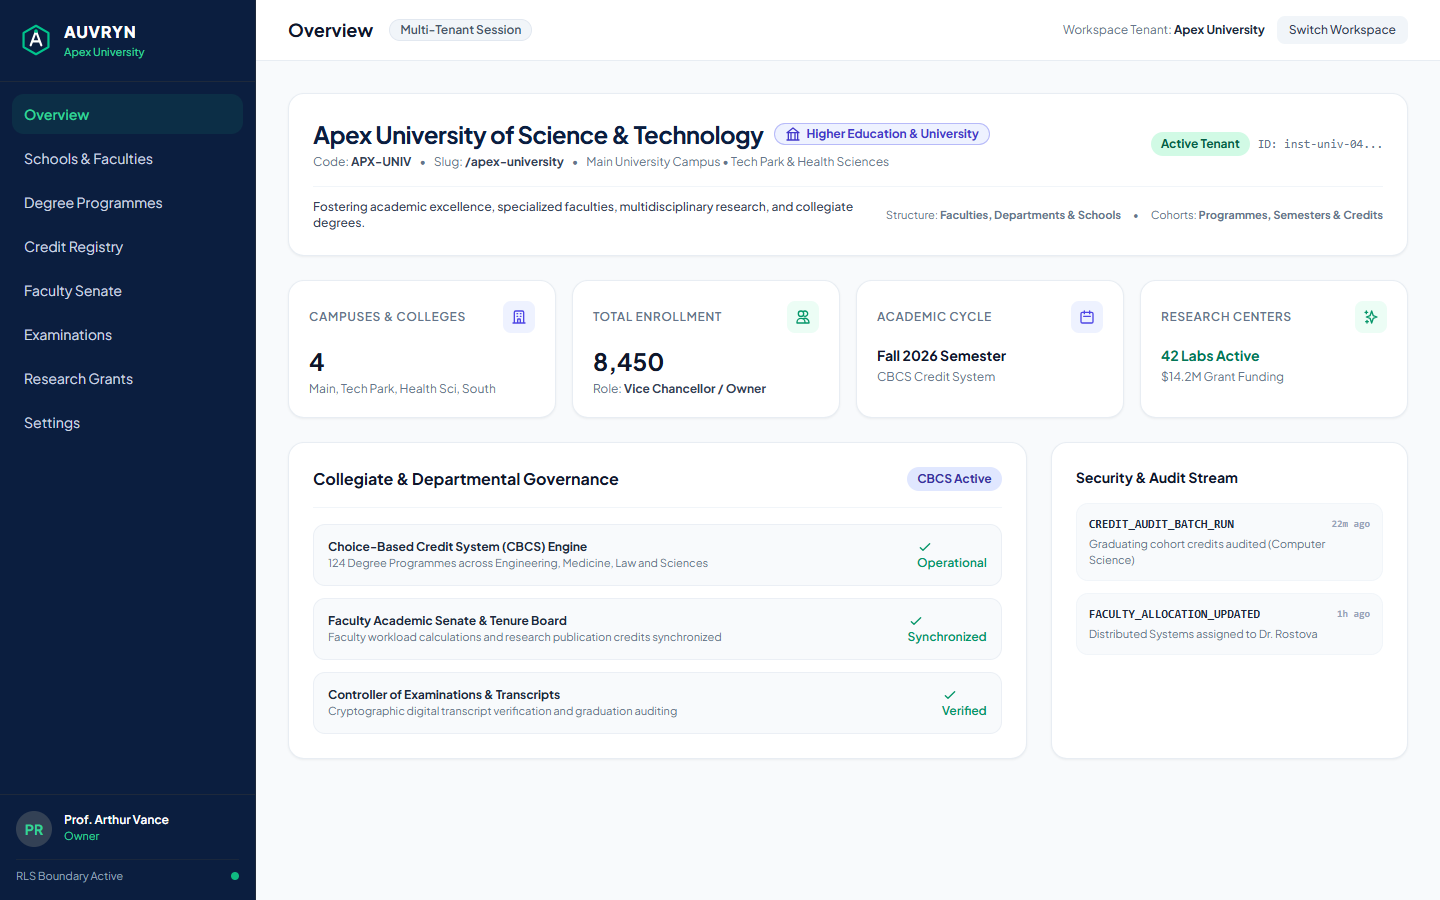 AUVRYN
Apex University
Overview
Schools & Faculties
Degree Programmes
Credit Registry
Faculty Senate
Examinations
Research Grants
Settings
PR
Prof. Arthur Vance
Owner
RLS Boundary Active
Overview
Multi-Tenant Session
Workspace Tenant: Apex University
Switch Workspace
Apex University of Science & Technology
Higher Education & University
Code: APX-UNIV • Slug: /apex-university • Main University Campus • Tech Park & Health Sciences
Active Tenant
ID: inst-univ-04...
Fostering academic excellence, specialized faculties, multidisciplinary research, and collegiate
degrees.
Structure: Faculties, Departments & Schools • Cohorts: Programmes, Semesters & Credits
CAMPUSES & COLLEGES
4
Main, Tech Park, Health Sci, South
TOTAL ENROLLMENT
8,450
Role: Vice Chancellor / Owner
ACADEMIC CYCLE
Fall 2026 Semester
CBCS Credit System
RESEARCH CENTERS
42 Labs Active
$14.2M Grant Funding
Collegiate & Departmental Governance
CBCS Active
Choice-Based Credit System (CBCS) Engine
124 Degree Programmes across Engineering, Medicine, Law and Sciences
Operational
Faculty Academic Senate & Tenure Board
Faculty workload calculations and research publication credits synchronized
Synchronized
Controller of Examinations & Transcripts
Cryptographic digital transcript verification and graduation auditing
Verified
Security & Audit Stream
CREDIT_AUDIT_BATCH_RUN
22m ago
Graduating cohort credits audited (Computer
Science)
FACULTY_ALLOCATION_UPDATED
1h ago
Distributed Systems assigned to Dr. Rostova